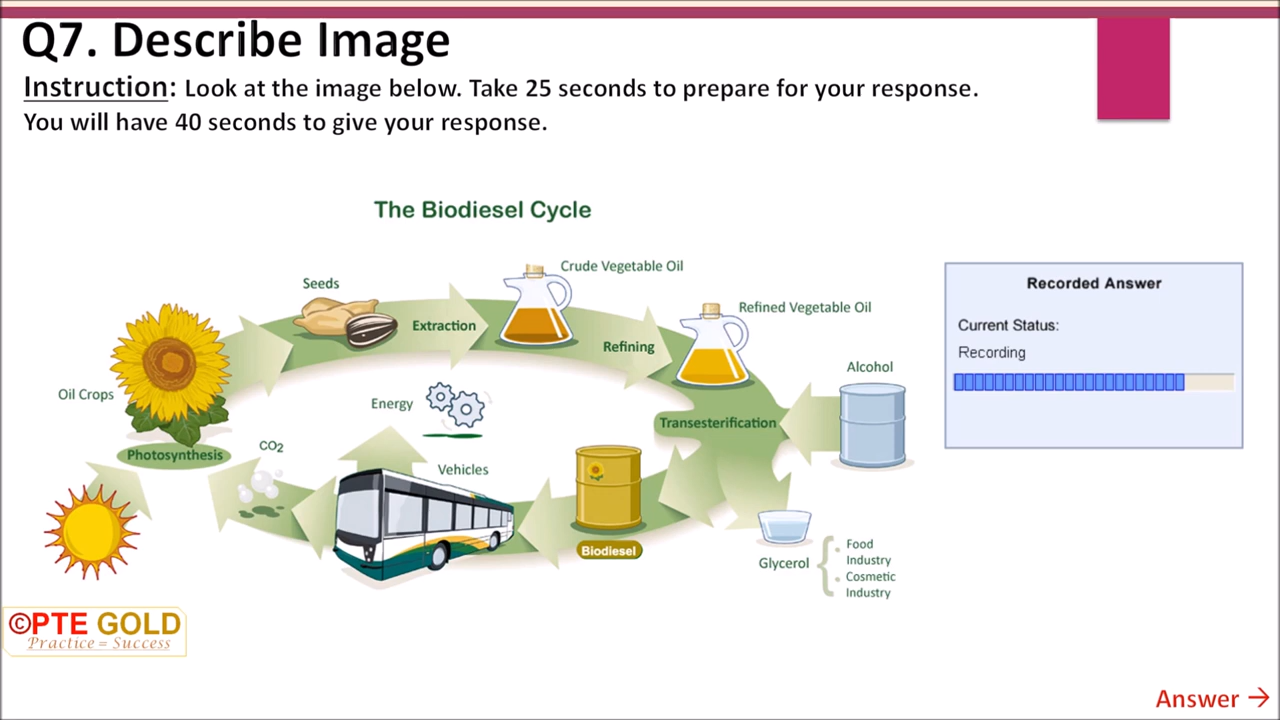 Q7. Describe Image
Instruction: Look at the image below. Take 25 seconds to prepare for your response.
You will have 40 seconds to give your response.
The Biodiesel Cycle
Seeds
Crude Vegetable Oil
Extraction
Refining
Refined Vegetable Oil
Oil Crops
Energy
Alcohol
Transesterification
Photosynthesis
CO2
Vehicles
Biodiesel
Glycerol
Food
Industry
Cosmetic
Industry
Recorded Answer
Current Status:
Recording
©PTE GOLD
Practice = Success
Answer →